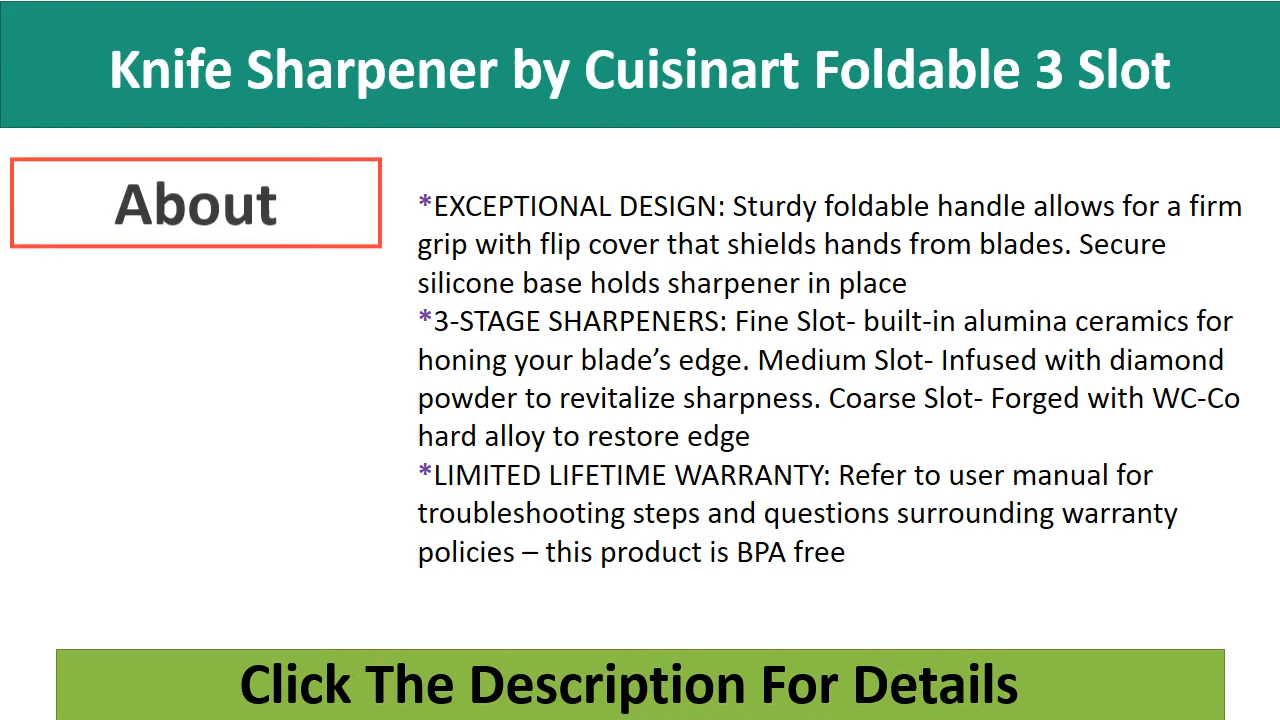 Knife Sharpener by Cuisinart Foldable 3 Slot
About
*EXCEPTIONAL DESIGN: Sturdy foldable handle allows for a firm
grip with flip cover that shields hands from blades. Secure
silicone base holds sharpener in place
*3-STAGE SHARPENERS: Fine Slot- built-in alumina ceramics for
honing your blade’s edge. Medium Slot- Infused with diamond
powder to revitalize sharpness. Coarse Slot- Forged with WC-Co
hard alloy to restore edge
*LIMITED LIFETIME WARRANTY: Refer to user manual for
troubleshooting steps and questions surrounding warranty
policies – this product is BPA free
Click The Description For Details